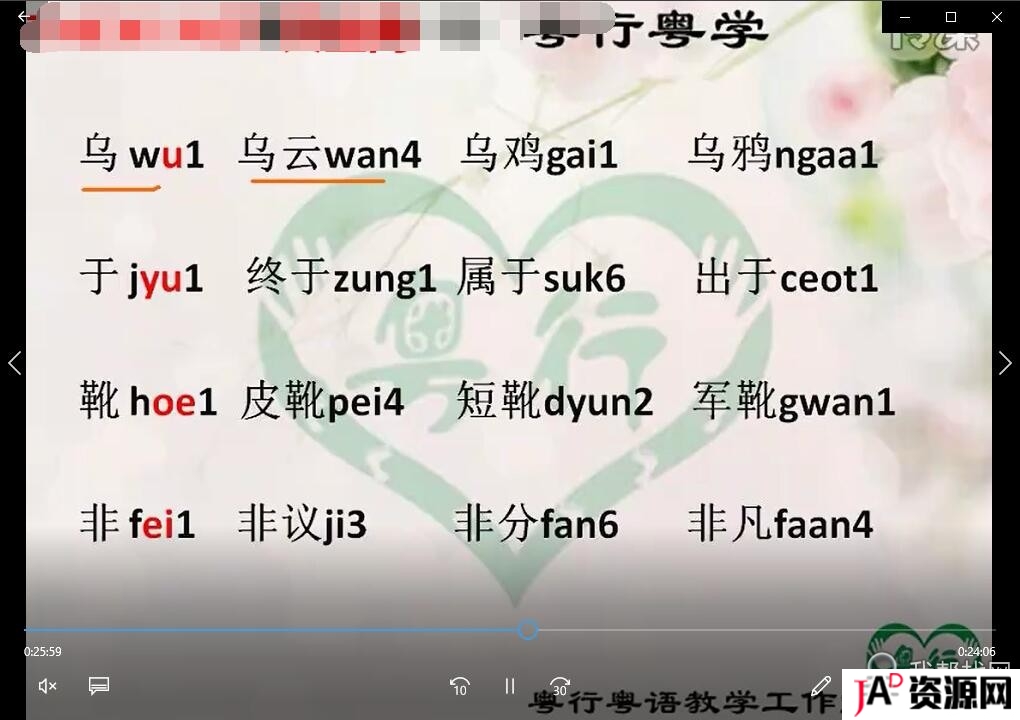 粤行粤学
乌 wu1 乌云wan4 乌鸡gai1 乌鸦ngaa1
于 jyu1 终于zung1 属于suk6 出于ceot1
粤行
靴 hoe1 皮靴pei4 短靴dyun2 军靴gwan1
非 fei1 非议ji3 非分fan6 非凡faan4
0:25:59 0:24:06
10 30
粤行粤语教学工作
JAD资源网